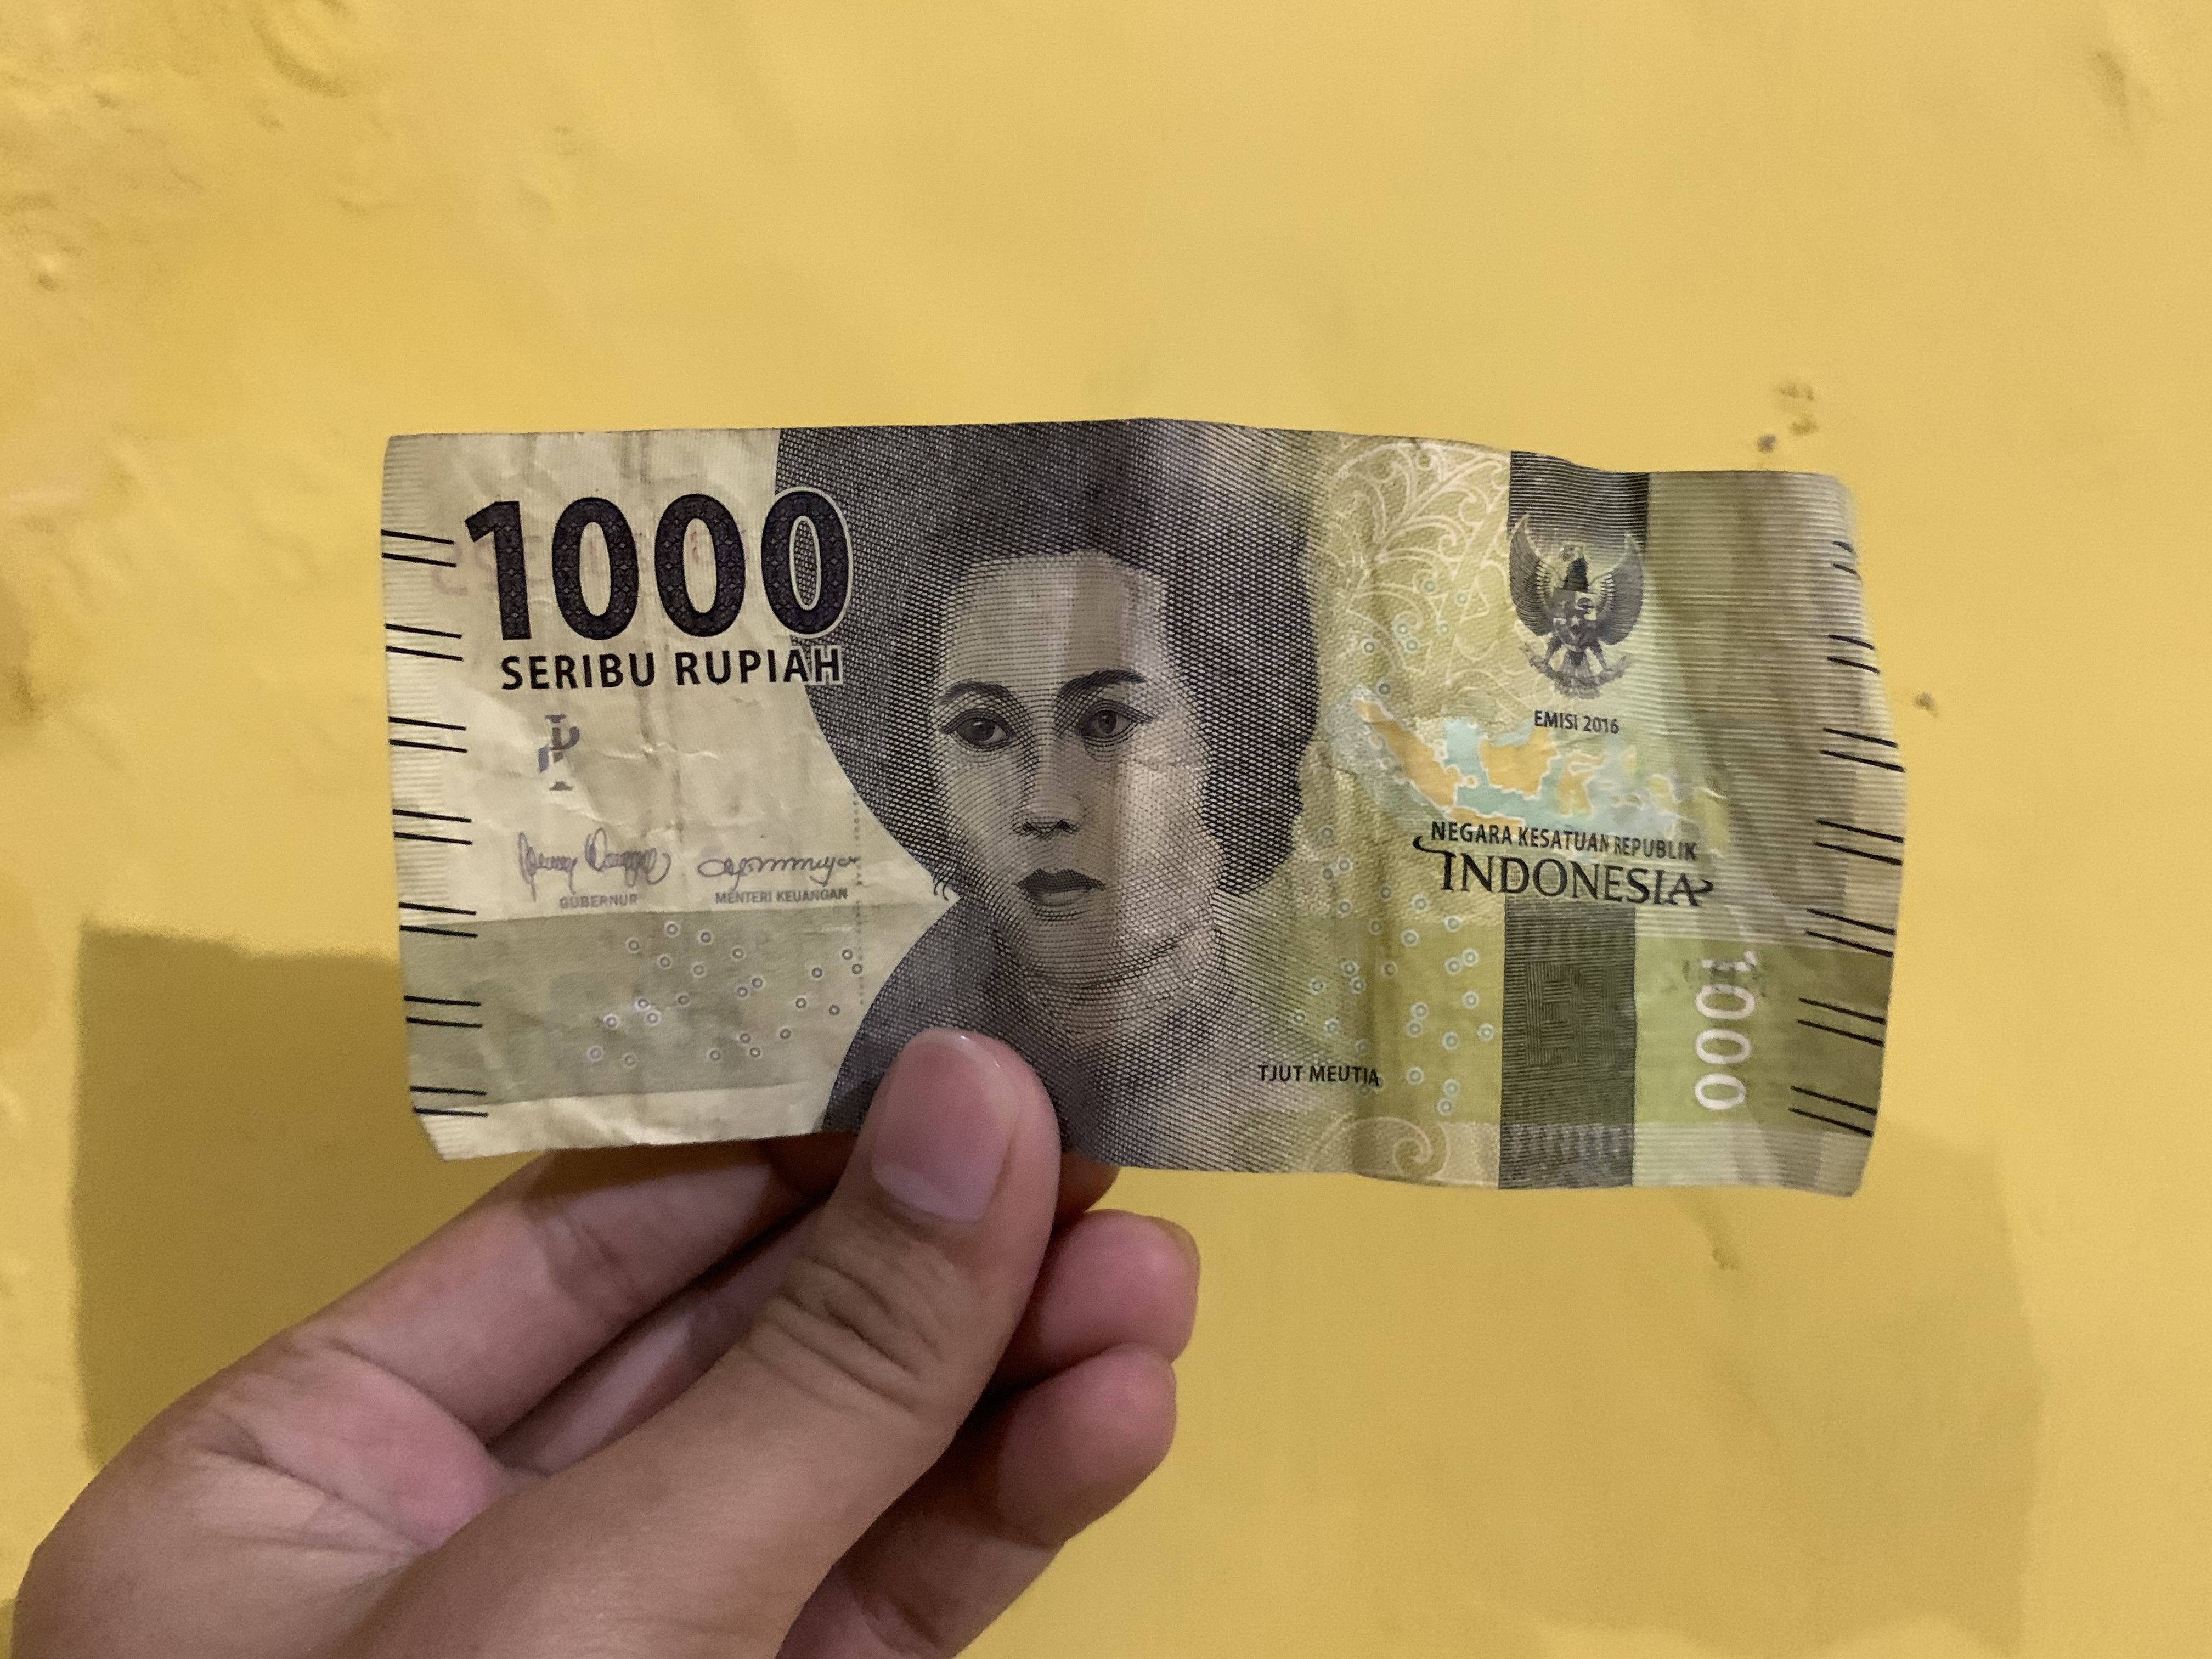 1000
SERIBU RUPIAH
GUBERNUR
MENTERI KEUANGAN
TJUT MEUTIA
EMISI 2016
NEGARA KESATUAN REPUBLIK
INDONESIA
1000